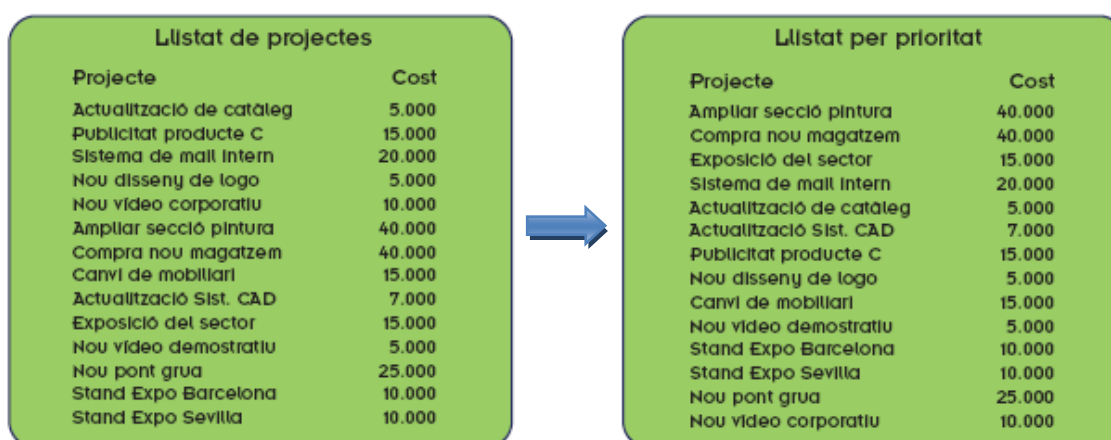 Llistat de projectes
Projecte Cost
Actualització de catàleg 5.000
Publicitat producte C 15.000
Sistema de mail intern 20.000
Nou disseny de logo 5.000
Nou vídeo corporatiu 10.000
Ampliar secció pintura 40.000
Compra nou magatzem 40.000
Canvi de mobiliari 15.000
Actualització Sist. CAD 7.000
Exposició del sector 15.000
Nou vídeo demostratiu 5.000
Nou pont grua 25.000
Stand Expo Barcelona 10.000
Stand Expo Sevilla 10.000
Llistat per prioritat
Projecte Cost
Ampliar secció pintura 40.000
Compra nou magatzem 40.000
Exposició del sector 15.000
Sistema de mail intern 20.000
Actualització de catàleg 5.000
Actualització Sist. CAD 7.000
Publicitat producte C 15.000
Nou disseny de logo 5.000
Canvi de mobiliari 15.000
Nou vídeo demostratiu 5.000
Stand Expo Barcelona 10.000
Stand Expo Sevilla 10.000
Nou pont grua 25.000
Nou vídeo corporatiu 10.000